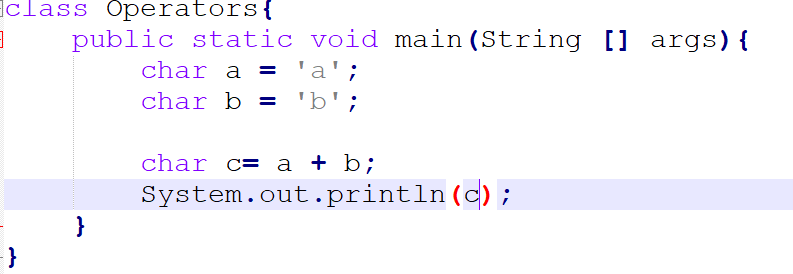 class Operators{
    public static void main(String [] args){
        char a = 'a';
        char b = 'b';

        char c= a + b;
        System.out.println(c);
    }
}